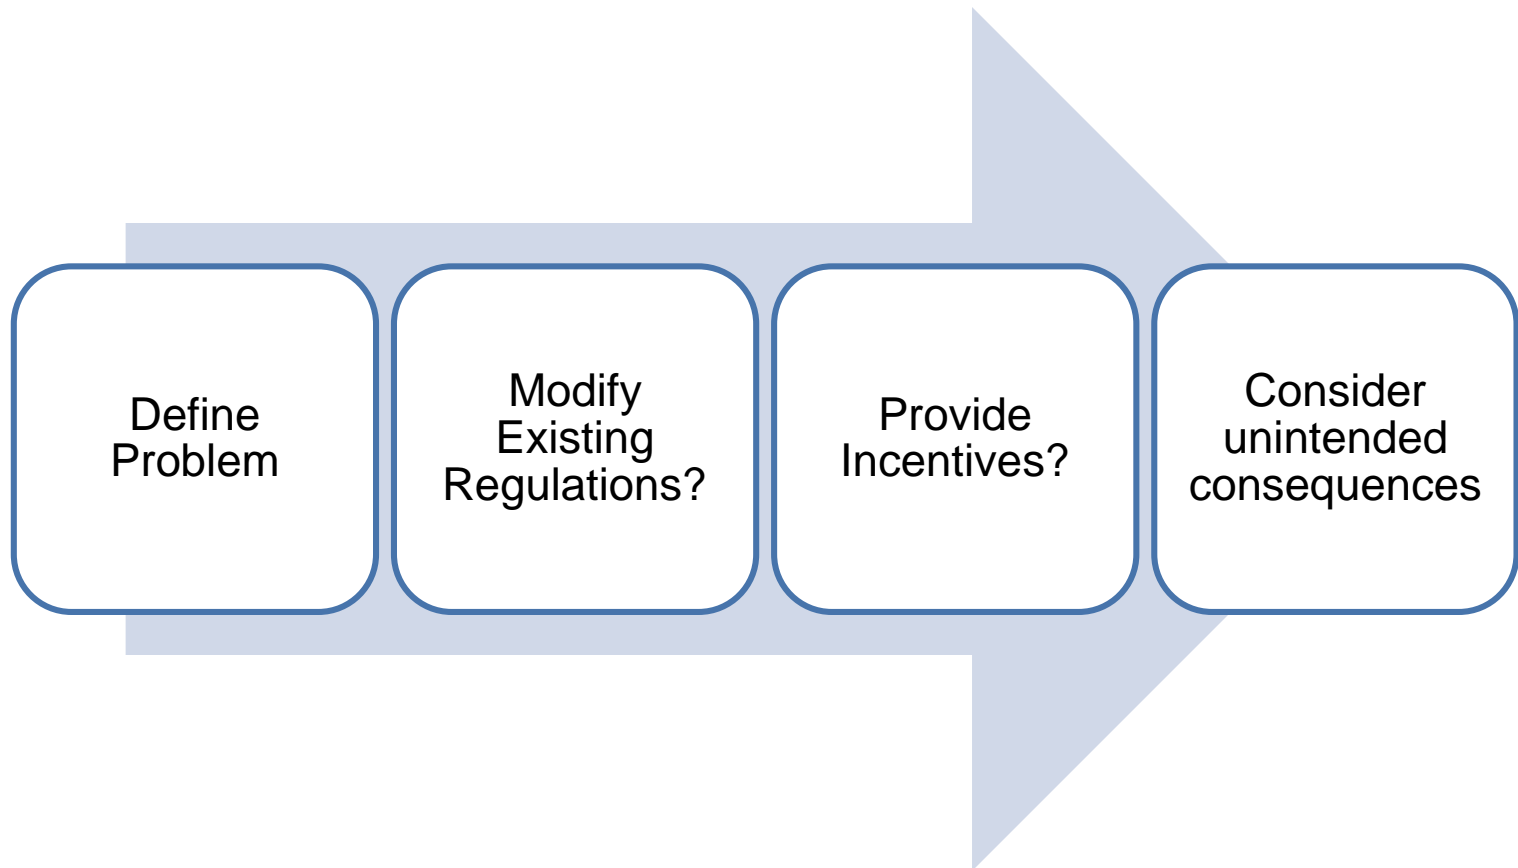 Define
Problem
Modify
Existing
Regulations?
Provide
Incentives?
Consider
unintended
consequences